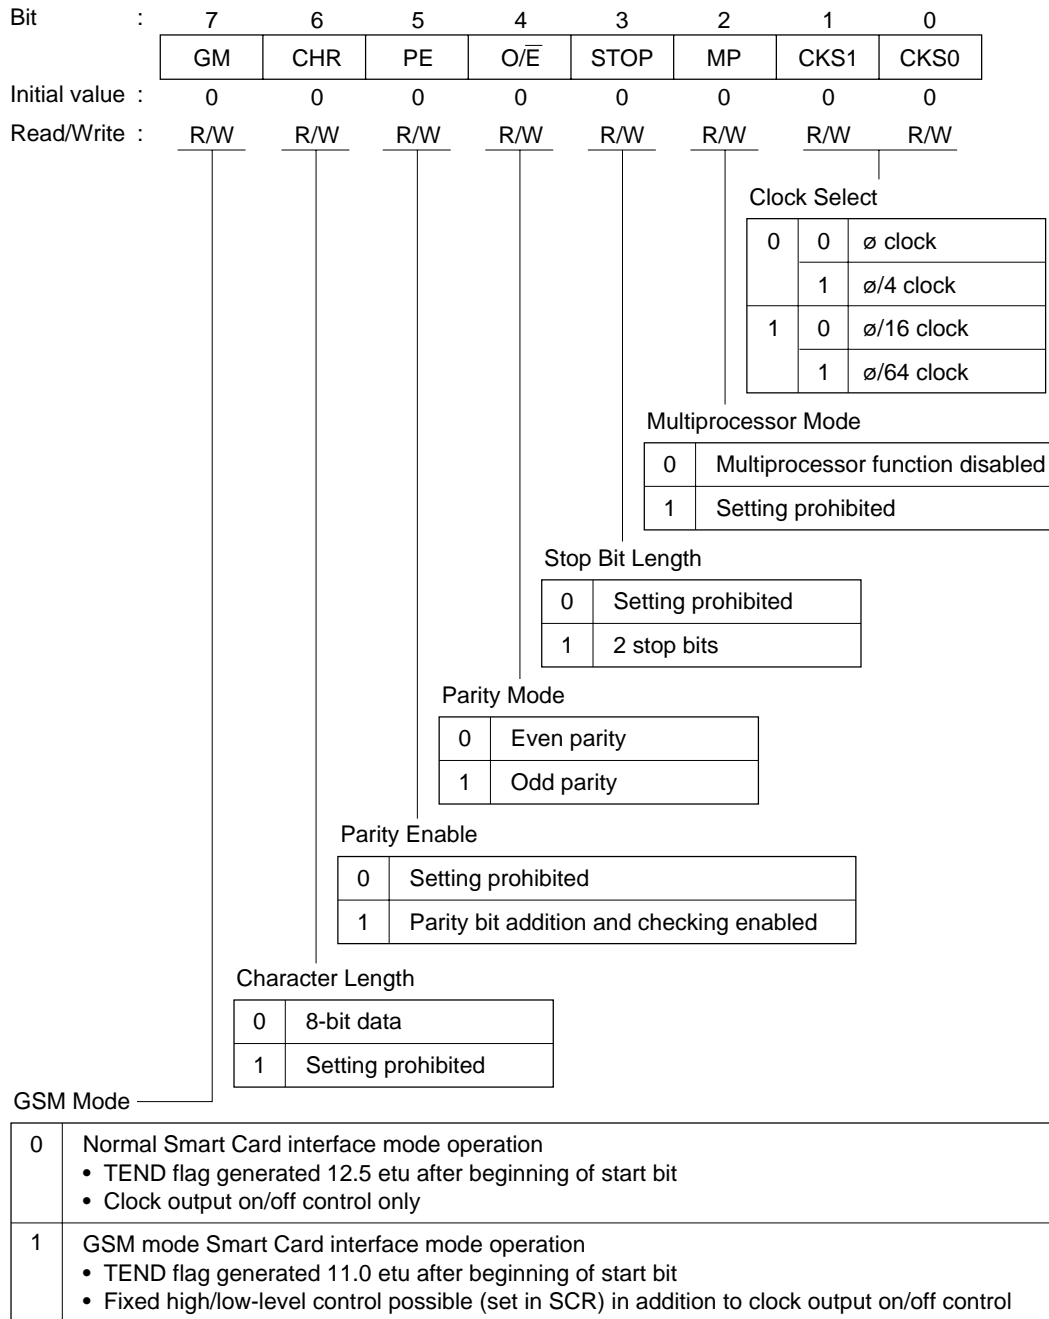 Bit : 7 6 5 4 3 2 1 0
GM CHR PE O/E̅ STOP MP CKS1 CKS0
Initial value : 0 0 0 0 0 0 0 0
Read/Write : R/W R/W R/W R/W R/W R/W R/W R/W
Clock Select
0 0 ø clock
1 ø/4 clock
1 0 ø/16 clock
1 ø/64 clock
Multiprocessor Mode
0 Multiprocessor function disabled
1 Setting prohibited
Stop Bit Length
0 Setting prohibited
1 2 stop bits
Parity Mode
0 Even parity
1 Odd parity
Parity Enable
0 Setting prohibited
1 Parity bit addition and checking enabled
Character Length
0 8-bit data
1 Setting prohibited
GSM Mode
0 Normal Smart Card interface mode operation
• TEND flag generated 12.5 etu after beginning of start bit
• Clock output on/off control only
1 GSM mode Smart Card interface mode operation
• TEND flag generated 11.0 etu after beginning of start bit
• Fixed high/low-level control possible (set in SCR) in addition to clock output on/off control